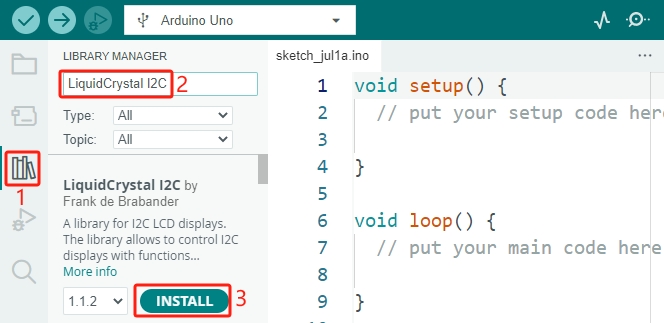 Arduino Uno
LIBRARY MANAGER
sketch_jul1a.ino
...
LiquidCrystal I2C
2
Type: All
Topic: All
1
LiquidCrystal I2C by
Frank de Brabander
A library for I2C LCD displays.
The library allows to control I2C
displays with functions...
More info
1.1.2
INSTALL
3
1 void setup() {
2 // put your setup code here
3
4 }
5
6 void loop() {
7 // put your main code here
8
9 }